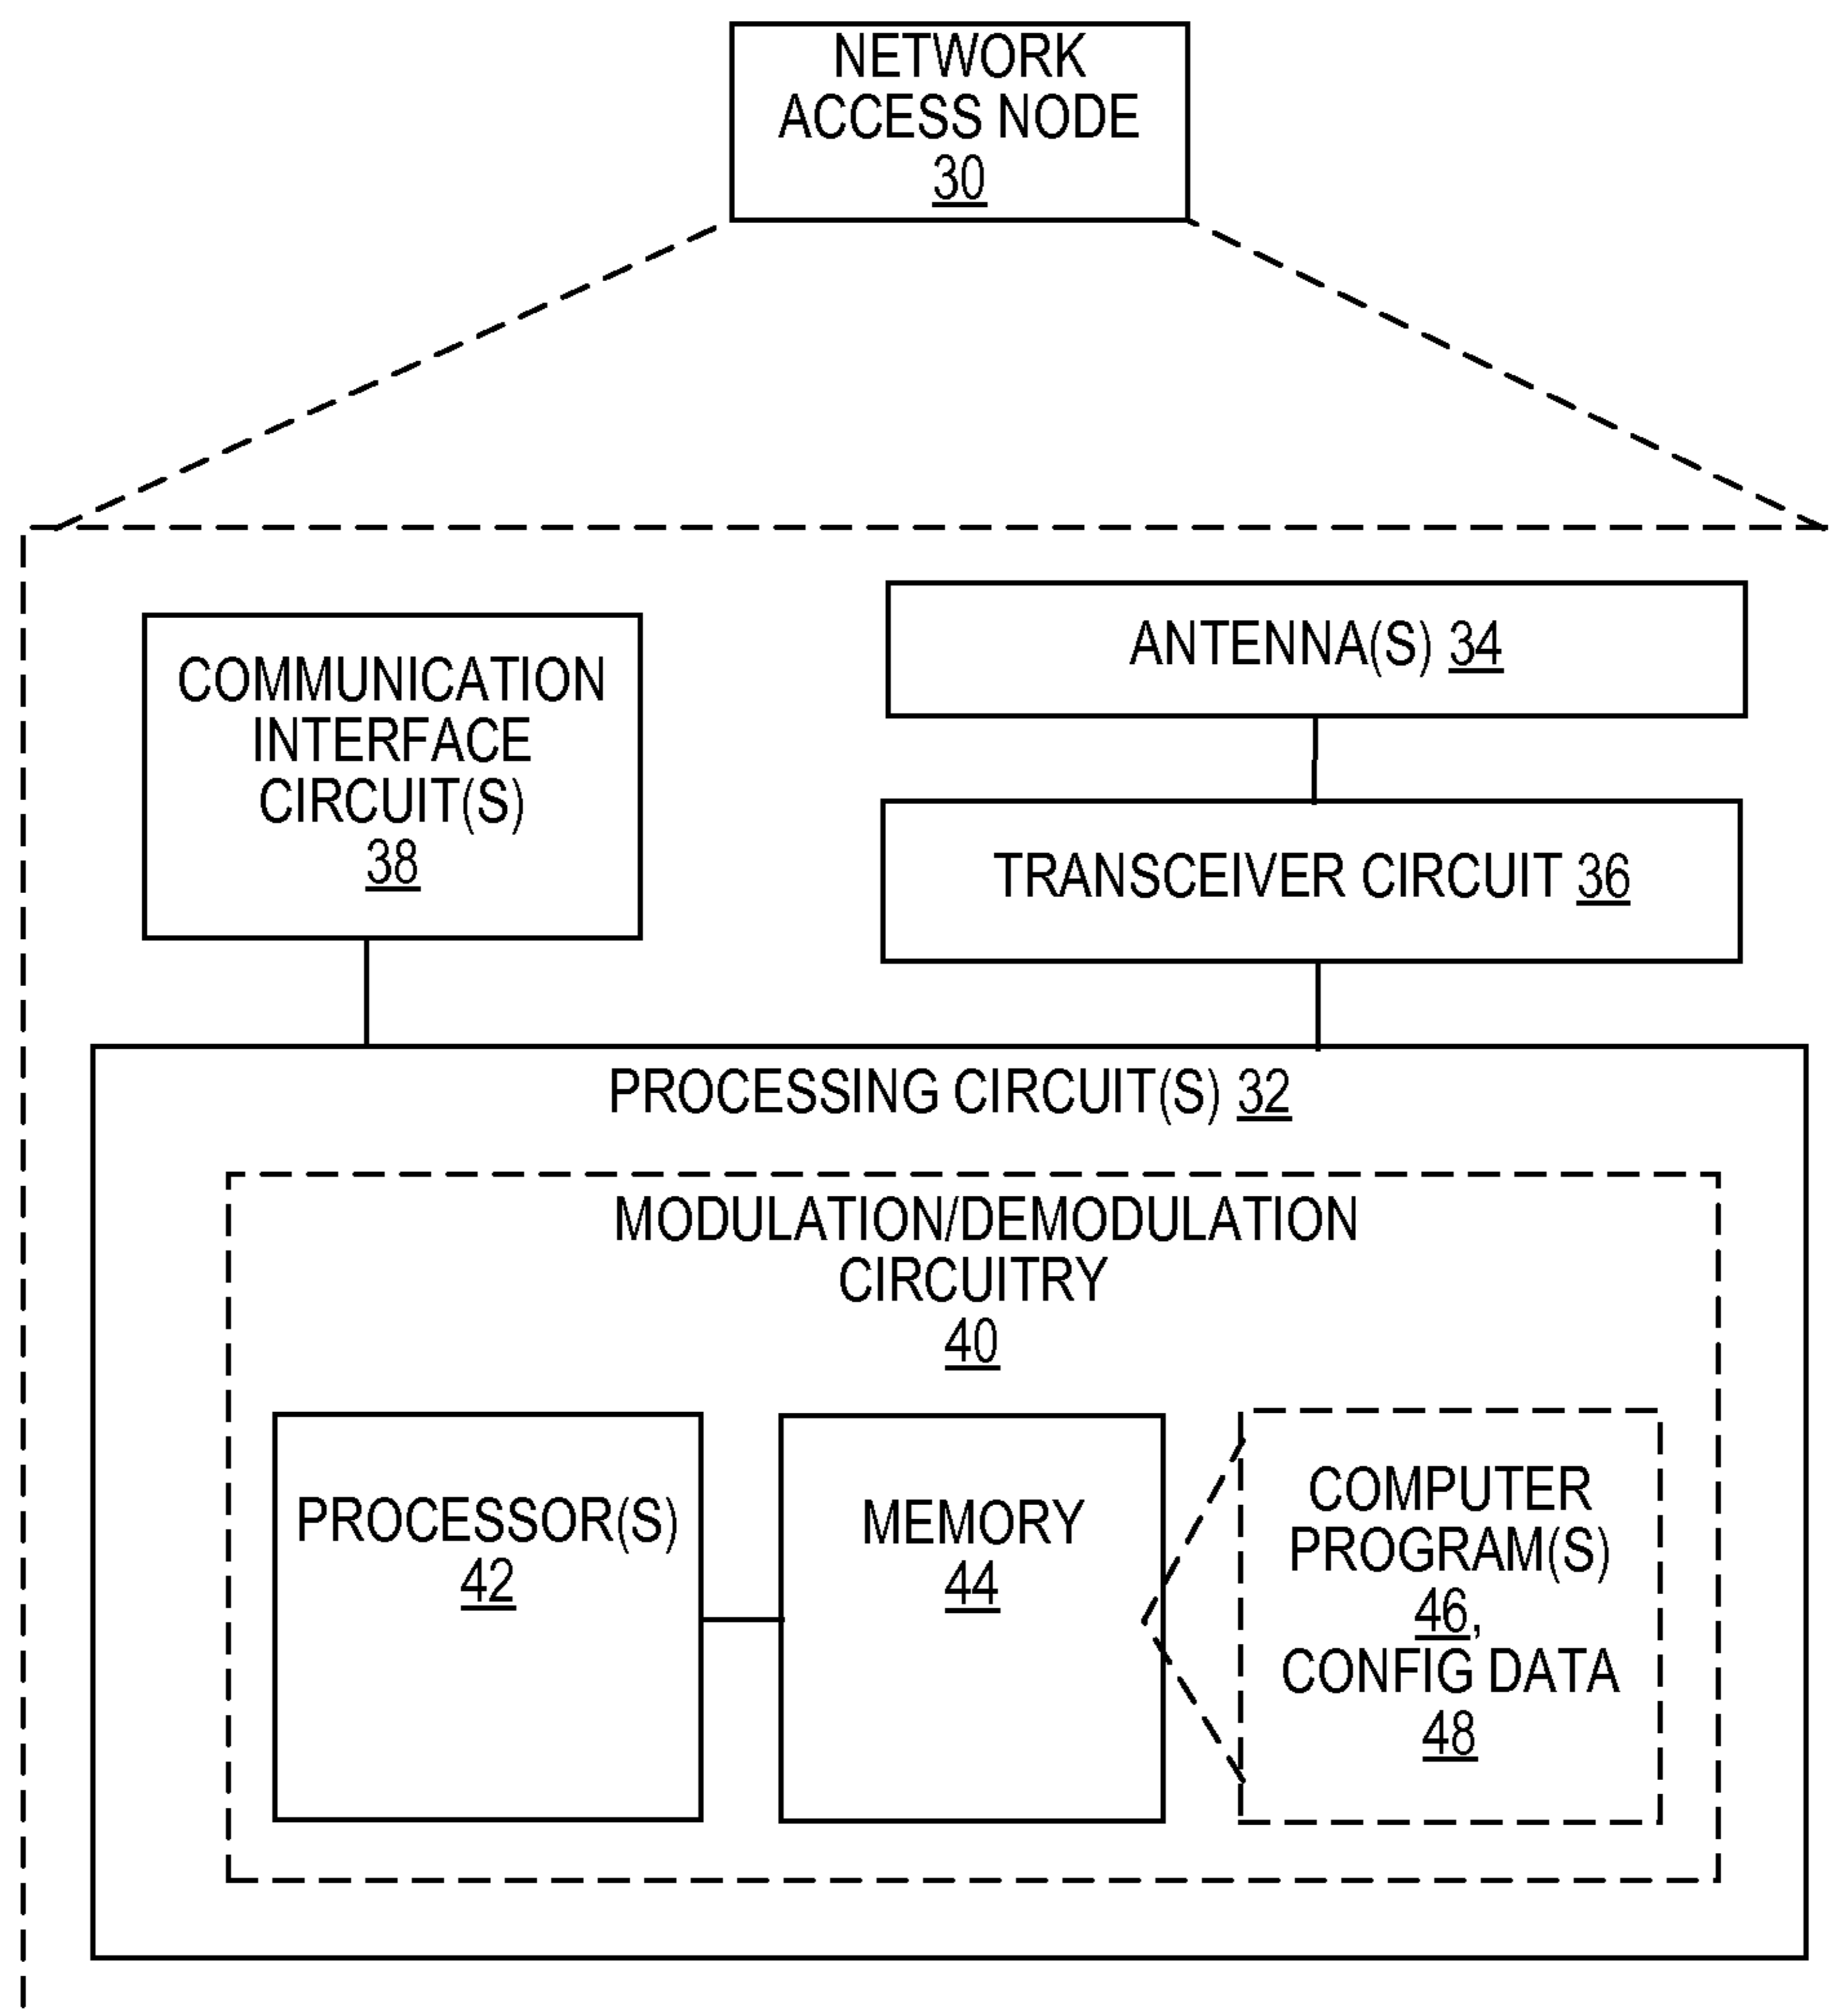 NETWORK
ACCESS NODE
30
COMMUNICATION
INTERFACE
CIRCUIT(S)
38
ANTENNA(S) 34
TRANSCEIVER CIRCUIT 36
PROCESSING CIRCUIT(S) 32
MODULATION/DEMODULATION
CIRCUITRY
40
PROCESSOR(S)
42
MEMORY
44
COMPUTER
PROGRAM(S)
46,
CONFIG DATA
48